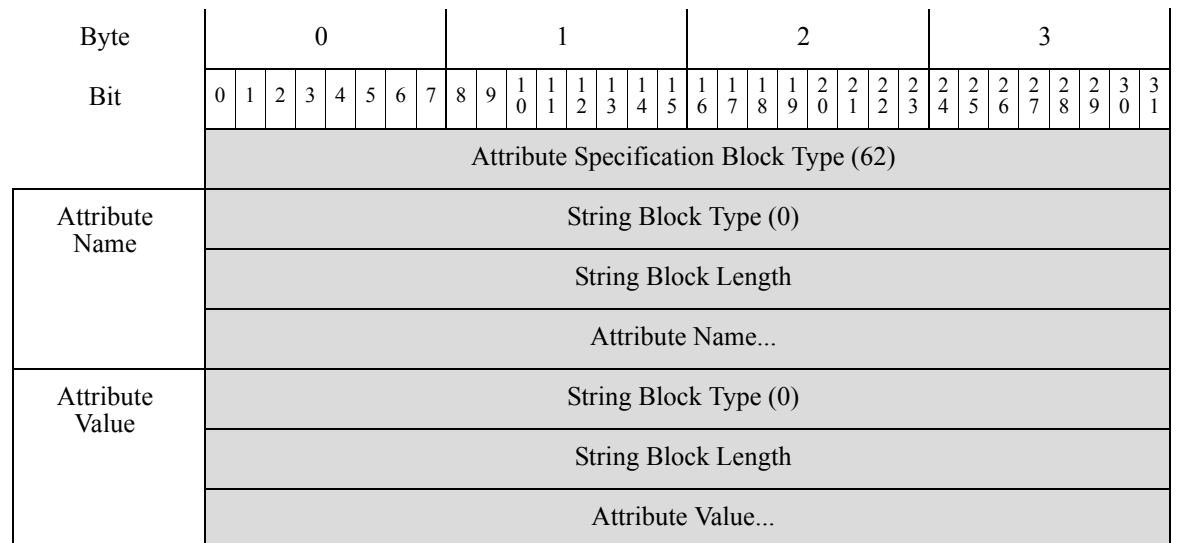 Byte 0 1 2 3
Bit 0 1 2 3 4 5 6 7 8 9 10 11 12 13 14 15 16 17 18 19 20 21 22 23 24 25 26 27 28 29 30 31
Attribute Specification Block Type (62)
Attribute
Name
String Block Type (0)
String Block Length
Attribute Name...
Attribute
Value
String Block Type (0)
String Block Length
Attribute Value...